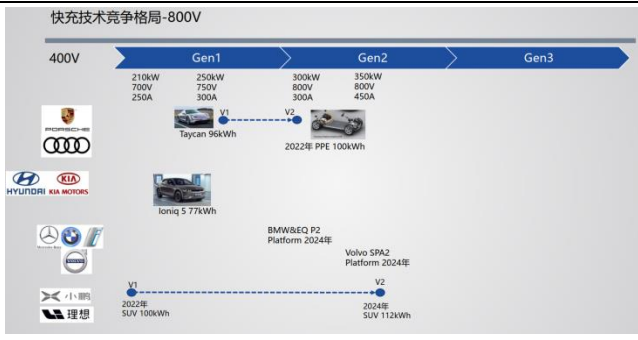 快充技术竞争格局-800V
400V
Gen1
Gen2
Gen3
210kW
700V
250A
250kW
750V
300A
300kW
800V
300A
350kW
800V
450A
PORSCHE
V1
V2
Taycan 96kWh
2022年 PPE 100kWh
HYUNDAI
KIA
KIA MOTORS
Ioniq 5 77kWh
BMW&EQ P2
Platform 2024年
Volvo SPA2
Platform 2024年
小鹏
理想
V1
V2
2022年
SUV 100kWh
2024年
SUV 112kWh